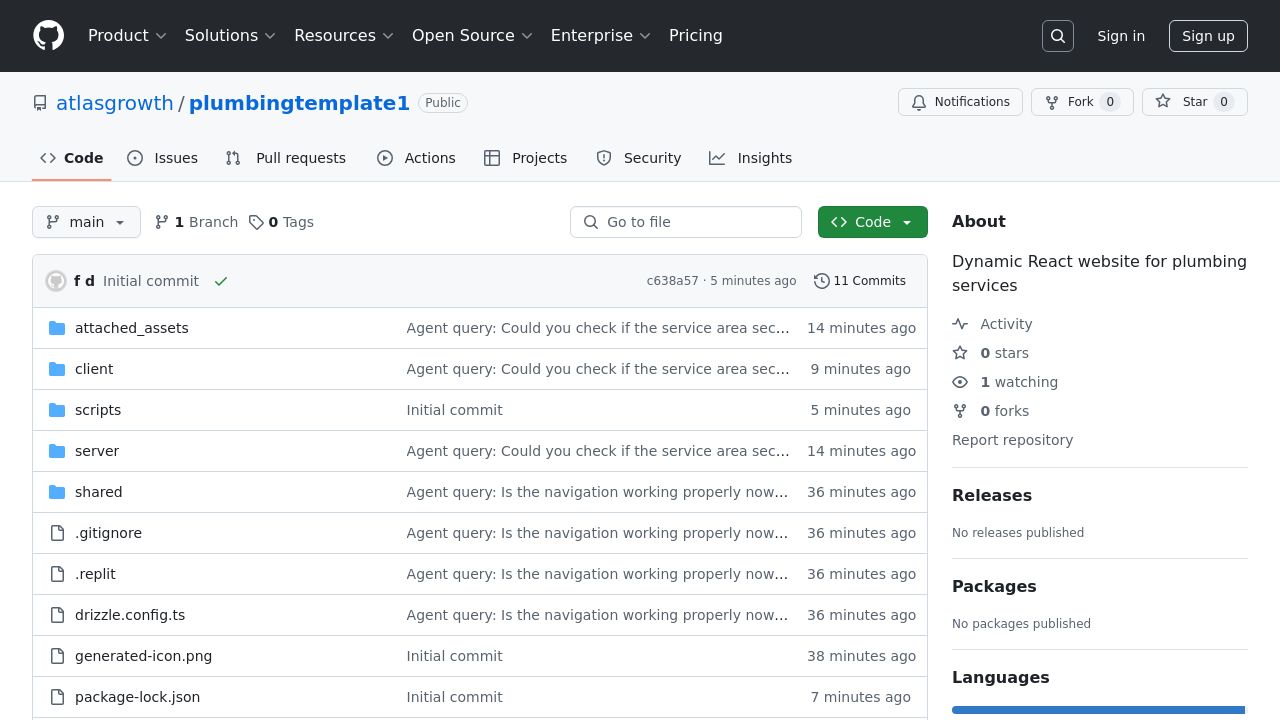 Product Solutions Resources Open Source Enterprise Pricing Sign in Sign up
atlasgrowth / plumbingtemplate1 Public Notifications Fork 0 Star 0
Code Issues Pull requests Actions Projects Security Insights
main 1 Branch 0 Tags Go to file Code
f d Initial commit c638a57 · 5 minutes ago 11 Commits
attached_assets Agent query: Could you check if the service area sec… 14 minutes ago
client Agent query: Could you check if the service area sec… 9 minutes ago
scripts Initial commit 5 minutes ago
server Agent query: Could you check if the service area sec… 14 minutes ago
shared Agent query: Is the navigation working properly now… 36 minutes ago
.gitignore Agent query: Is the navigation working properly now… 36 minutes ago
.replit Agent query: Is the navigation working properly now… 36 minutes ago
drizzle.config.ts Agent query: Is the navigation working properly now… 36 minutes ago
generated-icon.png Initial commit 38 minutes ago
package-lock.json Initial commit 7 minutes ago
About
Dynamic React website for plumbing
services
Activity
0 stars
1 watching
0 forks
Report repository
Releases
No releases published
Packages
No packages published
Languages